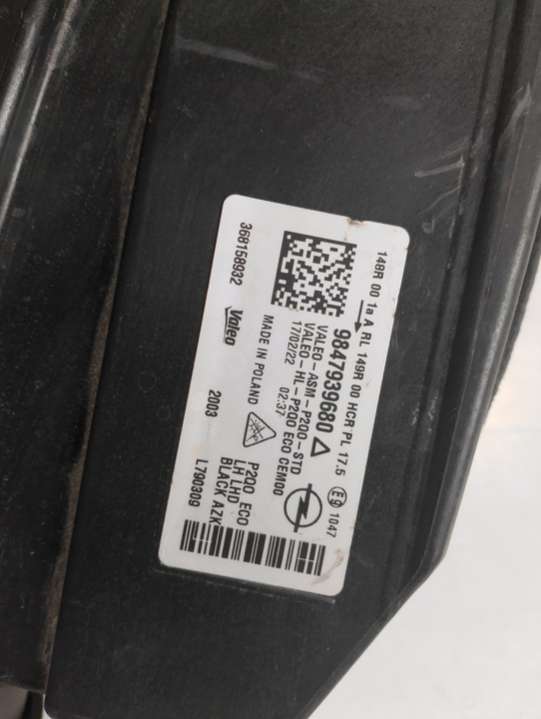 148R 00 1a A RL 149R 00 HCR PL 17.5 E9 1047
9847939680
VALEO-ASM-P2QO-STD
VALEO-HL-P2QO ECO CEM00
17/02/22 02:37
MADE IN POLAND
368158932
Valeo
2003
P2QO ECO
LH LHD
BLACK AZK
L790309